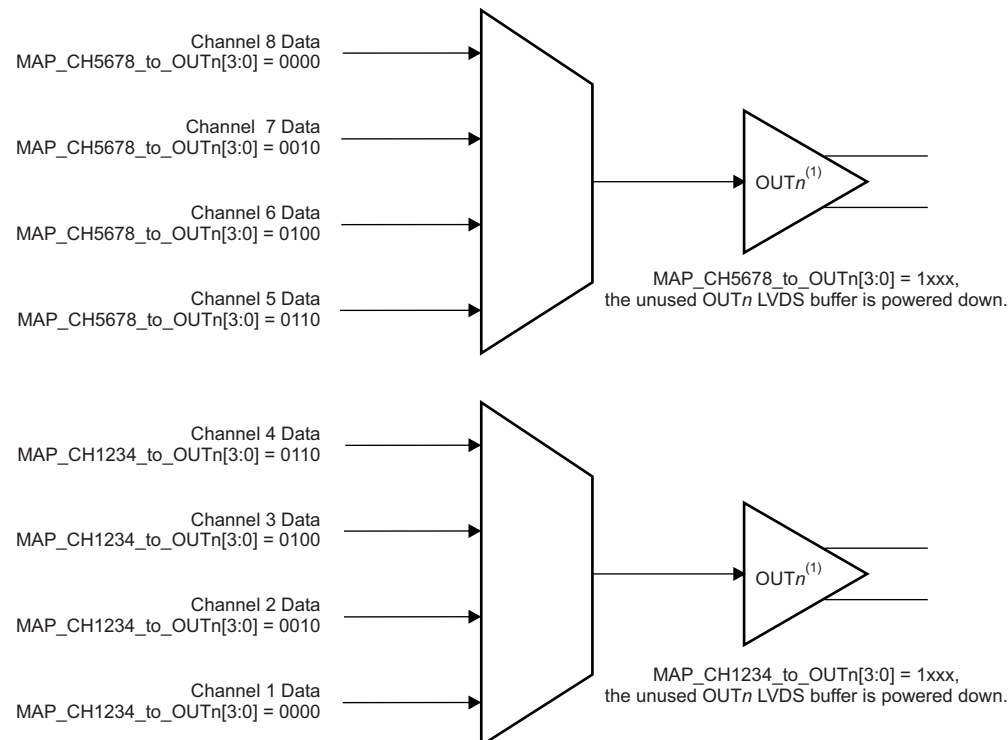 Channel 8 Data
MAP_CH5678_to_OUTn[3:0] = 0000
Channel 7 Data
MAP_CH5678_to_OUTn[3:0] = 0010
Channel 6 Data
MAP_CH5678_to_OUTn[3:0] = 0100
Channel 5 Data
MAP_CH5678_to_OUTn[3:0] = 0110
OUTn(1)
MAP_CH5678_to_OUTn[3:0] = 1xxx,
the unused OUTn LVDS buffer is powered down.
Channel 4 Data
MAP_CH1234_to_OUTn[3:0] = 0110
Channel 3 Data
MAP_CH1234_to_OUTn[3:0] = 0100
Channel 2 Data
MAP_CH1234_to_OUTn[3:0] = 0010
Channel 1 Data
MAP_CH1234_to_OUTn[3:0] = 0000
OUTn(1)
MAP_CH1234_to_OUTn[3:0] = 1xxx,
the unused OUTn LVDS buffer is powered down.